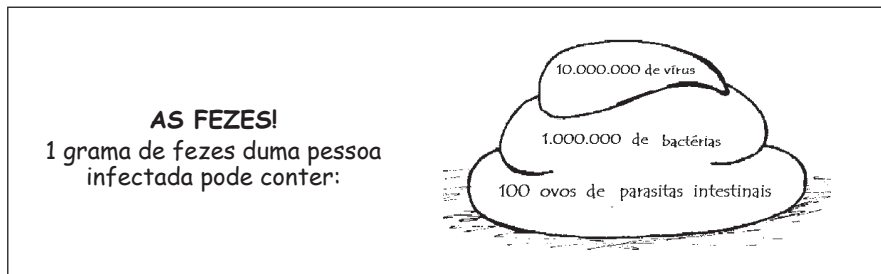 AS FEZES!
1 grama de fezes duma pessoa
infectada pode conter:
10.000.000 de vírus
1.000.000 de bactérias
100 ovos de parasitas intestinais